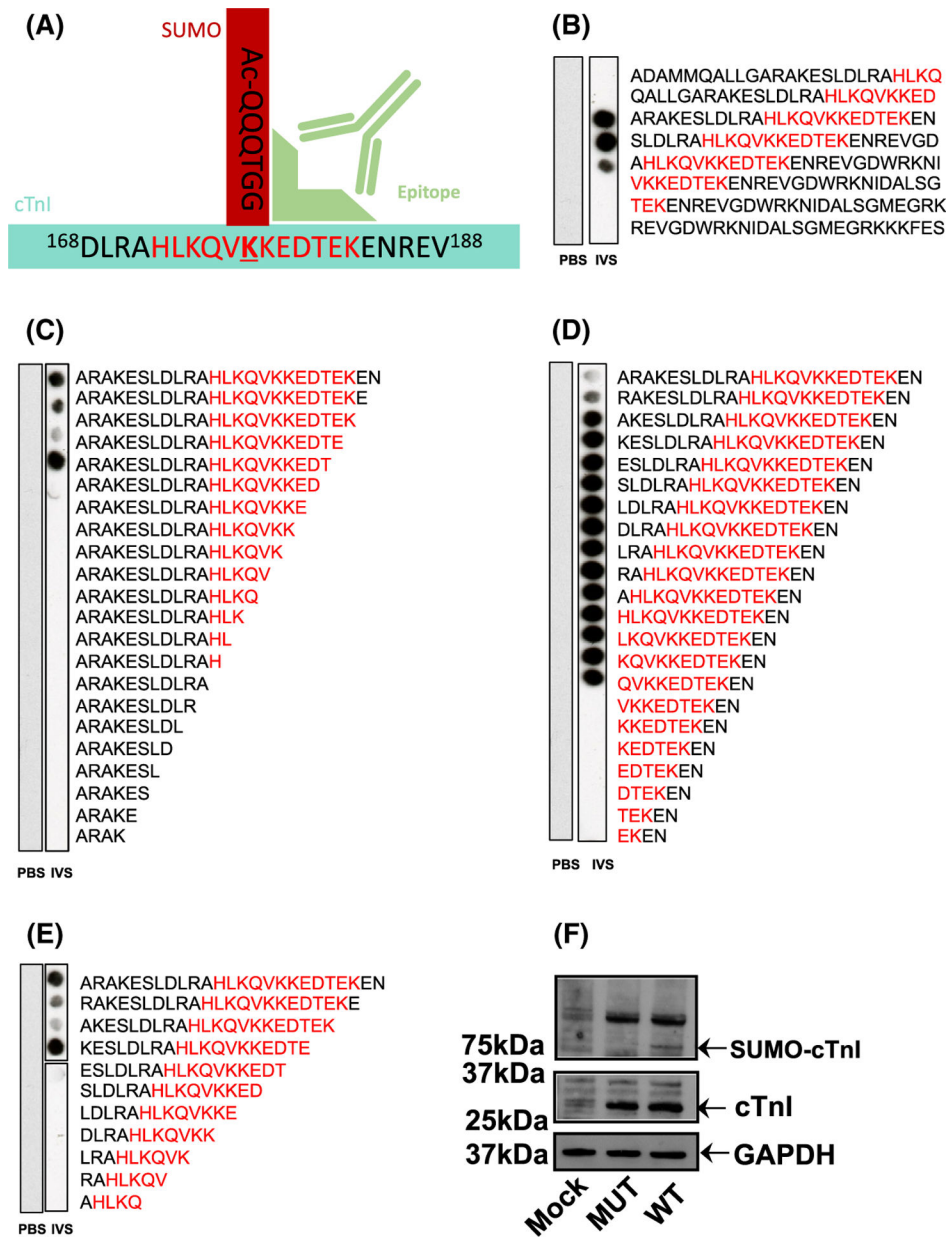 (A)
SUMO
Ac-QQQTGG
Epitope
cTnI
168DLRAHLKQVKKEDTEKENREV188
(B)
ADAMMQALLGARAKESLDLRAHLKQ
QALLGARAKESLDLRAHLKQVKKED
ARAKESLDLRAHLKQVKKEDTEKEN
SLDLRAHLKQVKKEDTEKENREVGD
AHLKQVKKEDTEKENREVGDWRKNI
VKKEDTEKENREVGDWRKNIDALSG
TEKENREVGDWRKNIDALSGMEGRK
REVGDWRKNIDALSGMEGRKKKFES
PBS IVS
(C)
ARAKESLDLRAHLKQVKKEDTEKEN
ARAKESLDLRAHLKQVKKEDTEKE
ARAKESLDLRAHLKQVKKEDTEK
ARAKESLDLRAHLKQVKKEDTE
ARAKESLDLRAHLKQVKKEDT
ARAKESLDLRAHLKQVKKED
ARAKESLDLRAHLKQVKKE
ARAKESLDLRAHLKQVKK
ARAKESLDLRAHLKQVK
ARAKESLDLRAHLKQV
ARAKESLDLRAHLKQ
ARAKESLDLRAHLK
ARAKESLDLRAHL
ARAKESLDLRAH
ARAKESLDLRA
ARAKESLDLR
ARAKESLDL
ARAKESLD
ARAKESL
ARAKES
ARAKE
ARAK
PBS IVS
(D)
ARAKESLDLRAHLKQVKKEDTEKEN
RAKESLDLRAHLKQVKKEDTEKEN
AKESLDLRAHLKQVKKEDTEKEN
KESLDLRAHLKQVKKEDTEKEN
ESLDLRAHLKQVKKEDTEKEN
SLDLRAHLKQVKKEDTEKEN
LDLRAHLKQVKKEDTEKEN
DLRAHLKQVKKEDTEKEN
LRAHLKQVKKEDTEKEN
RAHLKQVKKEDTEKEN
AHLKQVKKEDTEKEN
HLKQVKKEDTEKEN
LKQVKKEDTEKEN
KQVKKEDTEKEN
QVKKEDTEKEN
VKKEDTEKEN
KKEDTEKEN
KEDTEKEN
EDTEKEN
DTEKEN
TEKEN
EKEN
PBS IVS
(E)
ARAKESLDLRAHLKQVKKEDTEKEN
RAKESLDLRAHLKQVKKEDTEKE
AKESLDLRAHLKQVKKEDTEK
KESLDLRAHLKQVKKEDTE
ESLDLRAHLKQVKKEDT
SLDLRAHLKQVKKED
LDLRAHLKQVKKE
DLRAHLKQVKK
LRAHLKQVK
RAHLKQV
AHLKQ
PBS IVS
(F)
75kDa
SUMO-cTnI
37kDa
cTnI
25kDa
37kDa
GAPDH
Mock MUT WT